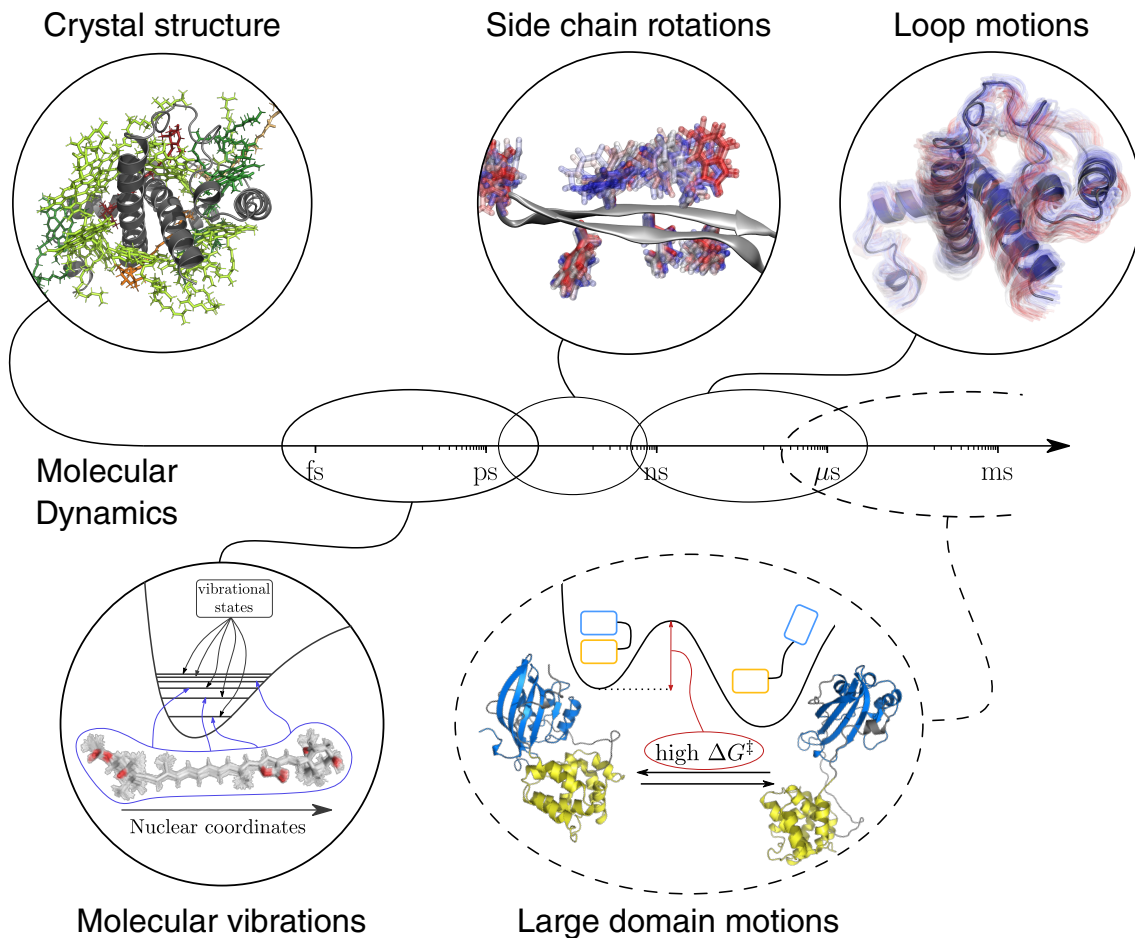 Crystal structure
Side chain rotations
Loop motions
fs
ps
ns
μs
ms
Molecular
Dynamics
vibrational
states
high ΔG‡
Nuclear coordinates
Molecular vibrations
Large domain motions